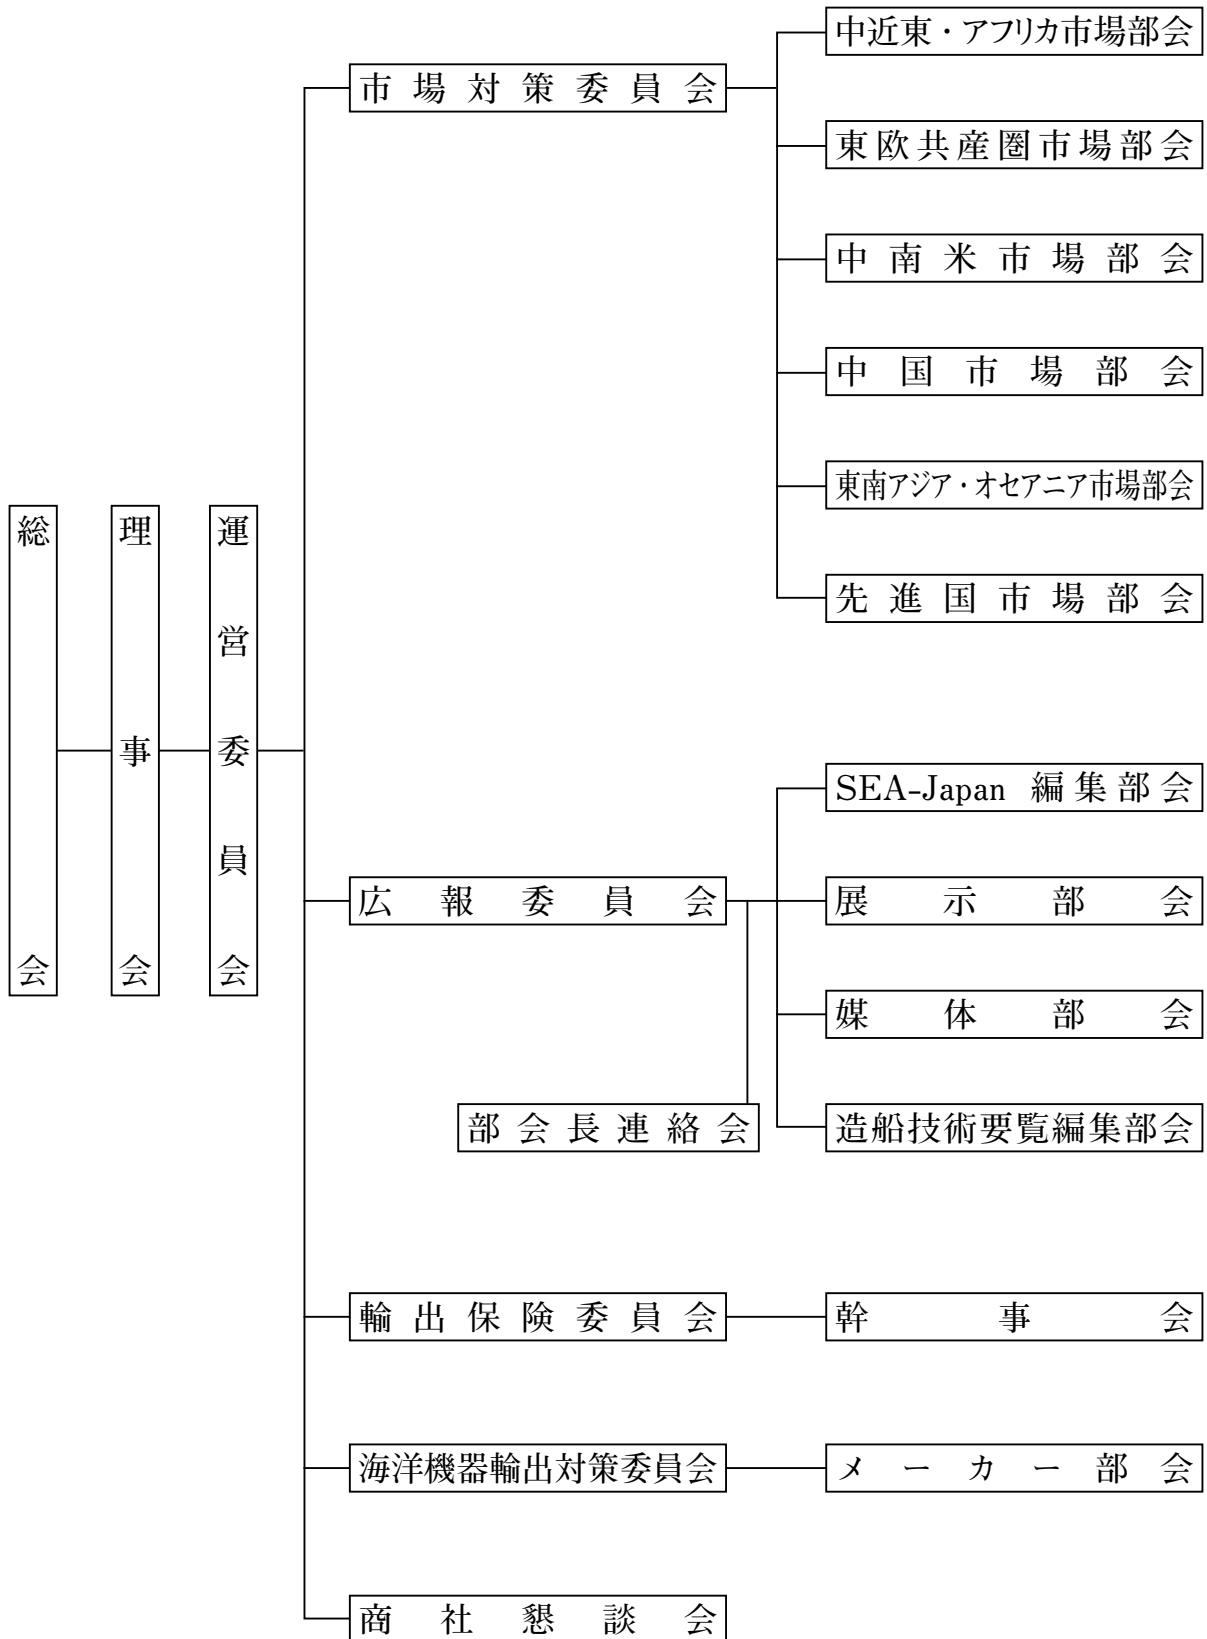 総会
理事会
運営委員会
市場対策委員会
中近東・アフリカ市場部会
東欧共産圏市場部会
中南米市場部会
中国市場部会
東南アジア・オセアニア市場部会
先進国市場部会
広報委員会
SEA-Japan 編集部会
展示部会
媒体部会
造船技術要覧編集部会
部会長連絡会
輸出保険委員会
幹事会
海洋機器輸出対策委員会
メーカー部会
商社懇談会